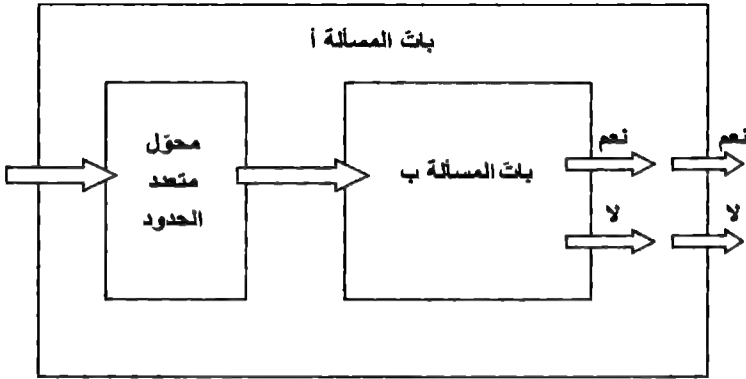 باتّ المسألة أ
محوّل
متعدد
الحدود
باتّ المسألة ب
نعم
لا
نعم
لا